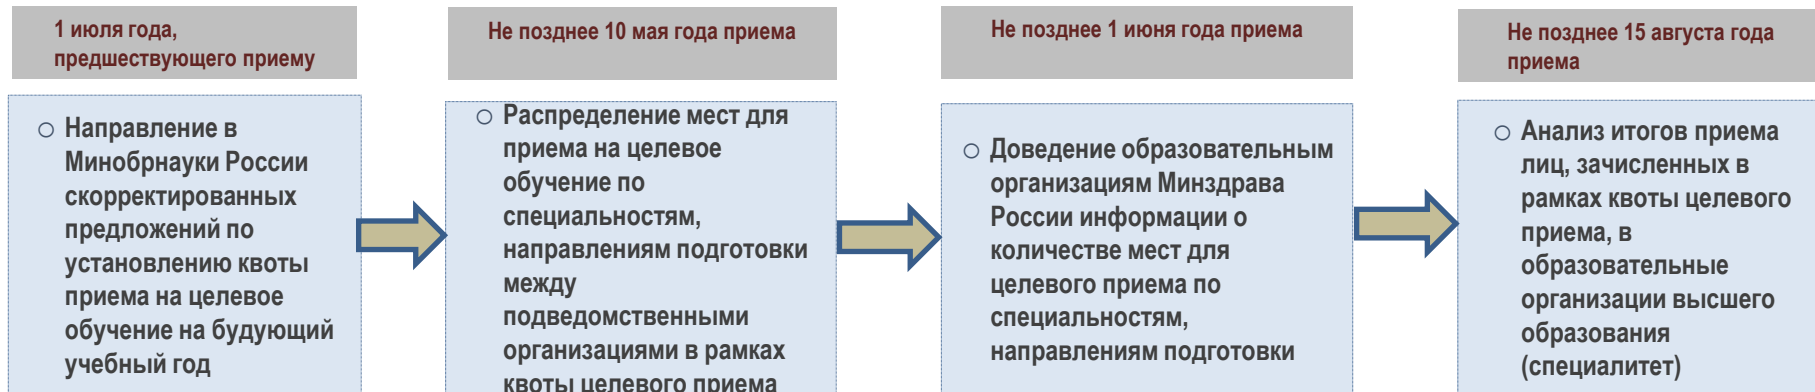 1 июля года,
предшествующего приему
Направление в
Минобрнауки России
скорректированных
предложений по
установлению квоты
приема на целевое
обучение на будующий
учебный год
Не позднее 10 мая года приема
Распределение мест для
приема на целевое
обучение по
специальностям,
направлениям подготовки
между
подведомственными
организациями в рамках
квоты целевого приема
Не позднее 1 июня года приема
Доведение образовательным
организациям Минздрава
России информации о
количестве мест для
целевого приема по
специальностям,
направлениям подготовки
Не позднее 15 августа года
приема
Анализ итогов приема
лиц, зачисленных в
рамках квоты целевого
приема, в
образовательные
организации высшего
образования
(специалитет)